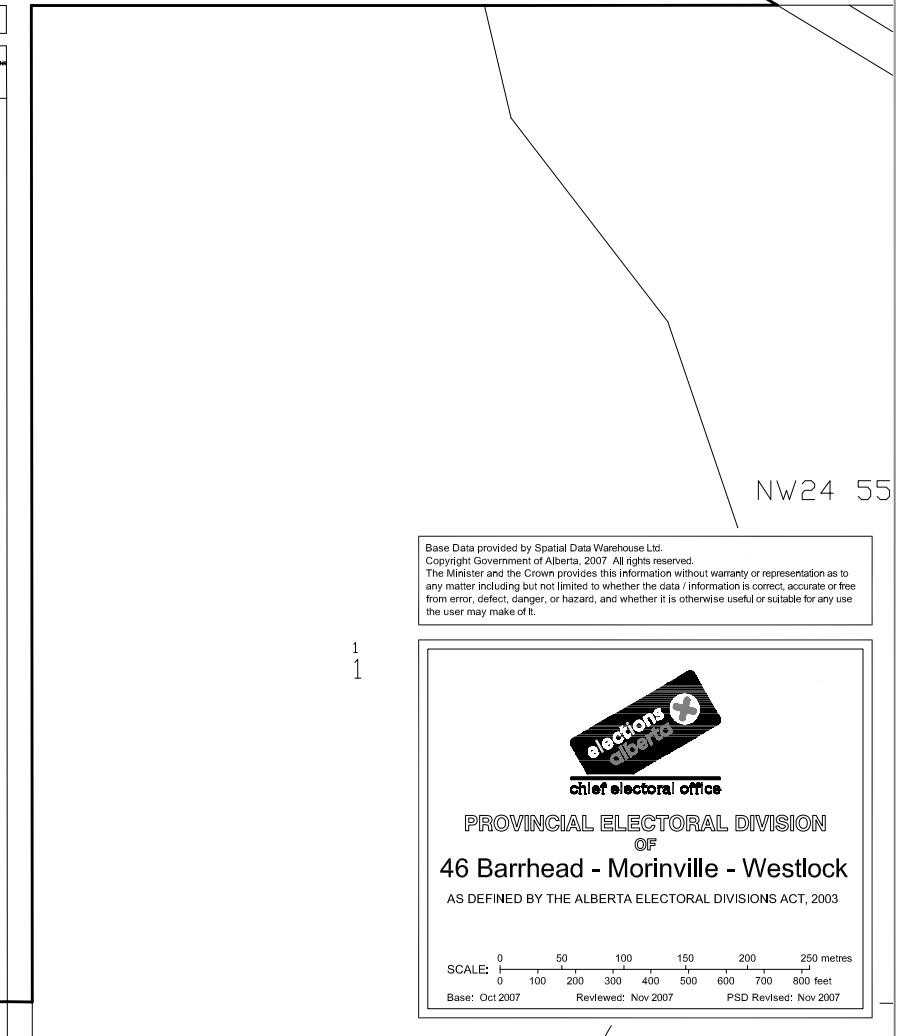 NW24 55
Base Data provided by Spatial Data Warehouse Ltd.
Copyright Government of Alberta, 2007 All rights reserved.
The Minister and the Crown provides this information without warranty or representation as to
any matter including but not limited to whether the data / information is correct, accurate or free
from error, defect, danger, or hazard, and whether it is otherwise useful or suitable for any use
the user may make of it.
1
1
elections
alberta
chief electoral office
PROVINCIAL ELECTORAL DIVISION
OF
46 Barrhead - Morinville - Westlock
AS DEFINED BY THE ALBERTA ELECTORAL DIVISIONS ACT, 2003
0 50 100 150 200 250 metres
SCALE:
0 100 200 300 400 500 600 700 800 feet
Base: Oct 2007 Reviewed: Nov 2007 PSD Revised: Nov 2007